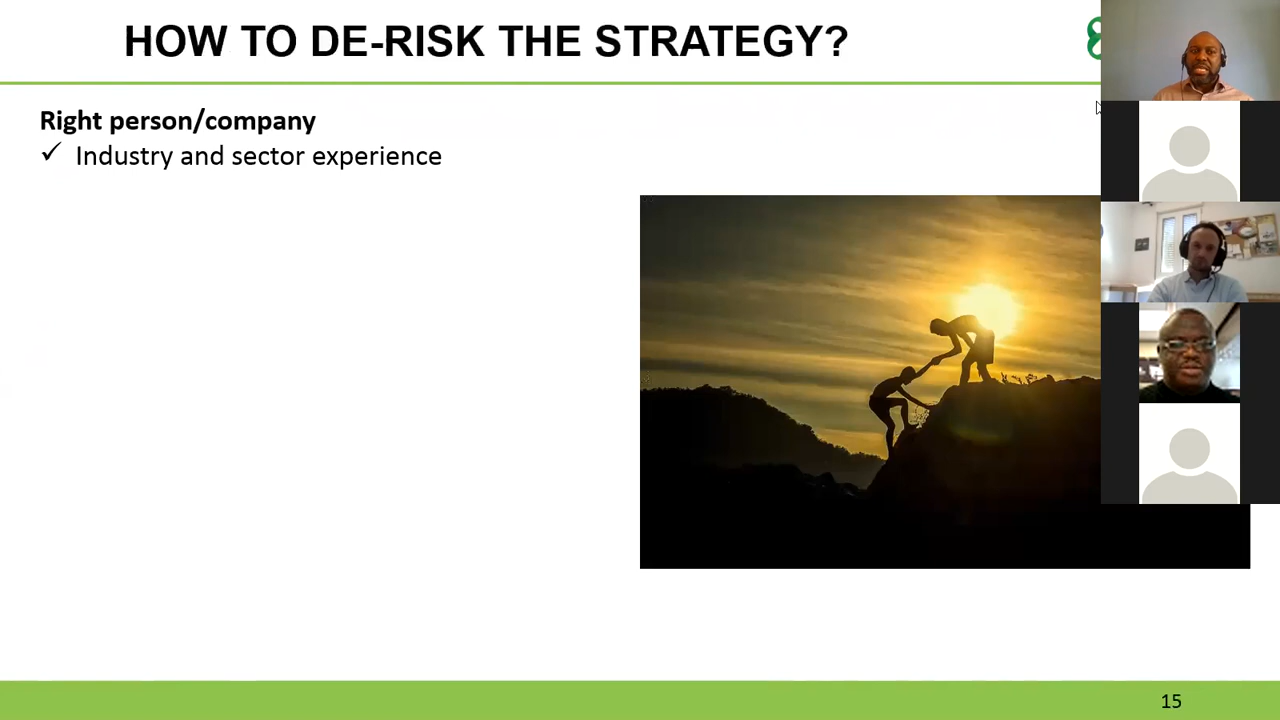 HOW TO DE-RISK THE STRATEGY?
Right person/company
✓ Industry and sector experience
15